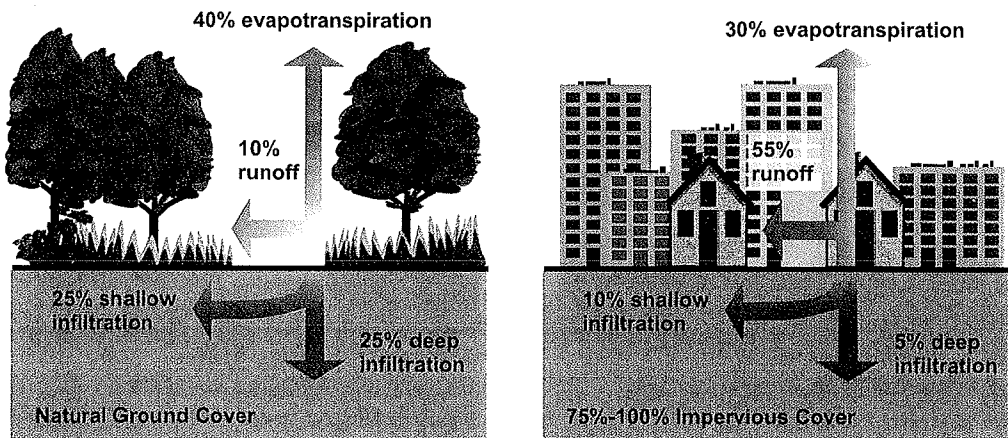 40% evapotranspiration
10%
runoff
25% shallow
infiltration
25% deep
infiltration
Natural Ground Cover
30% evapotranspiration
55%
runoff
10% shallow
infiltration
5% deep
infiltration
75%-100% Impervious Cover